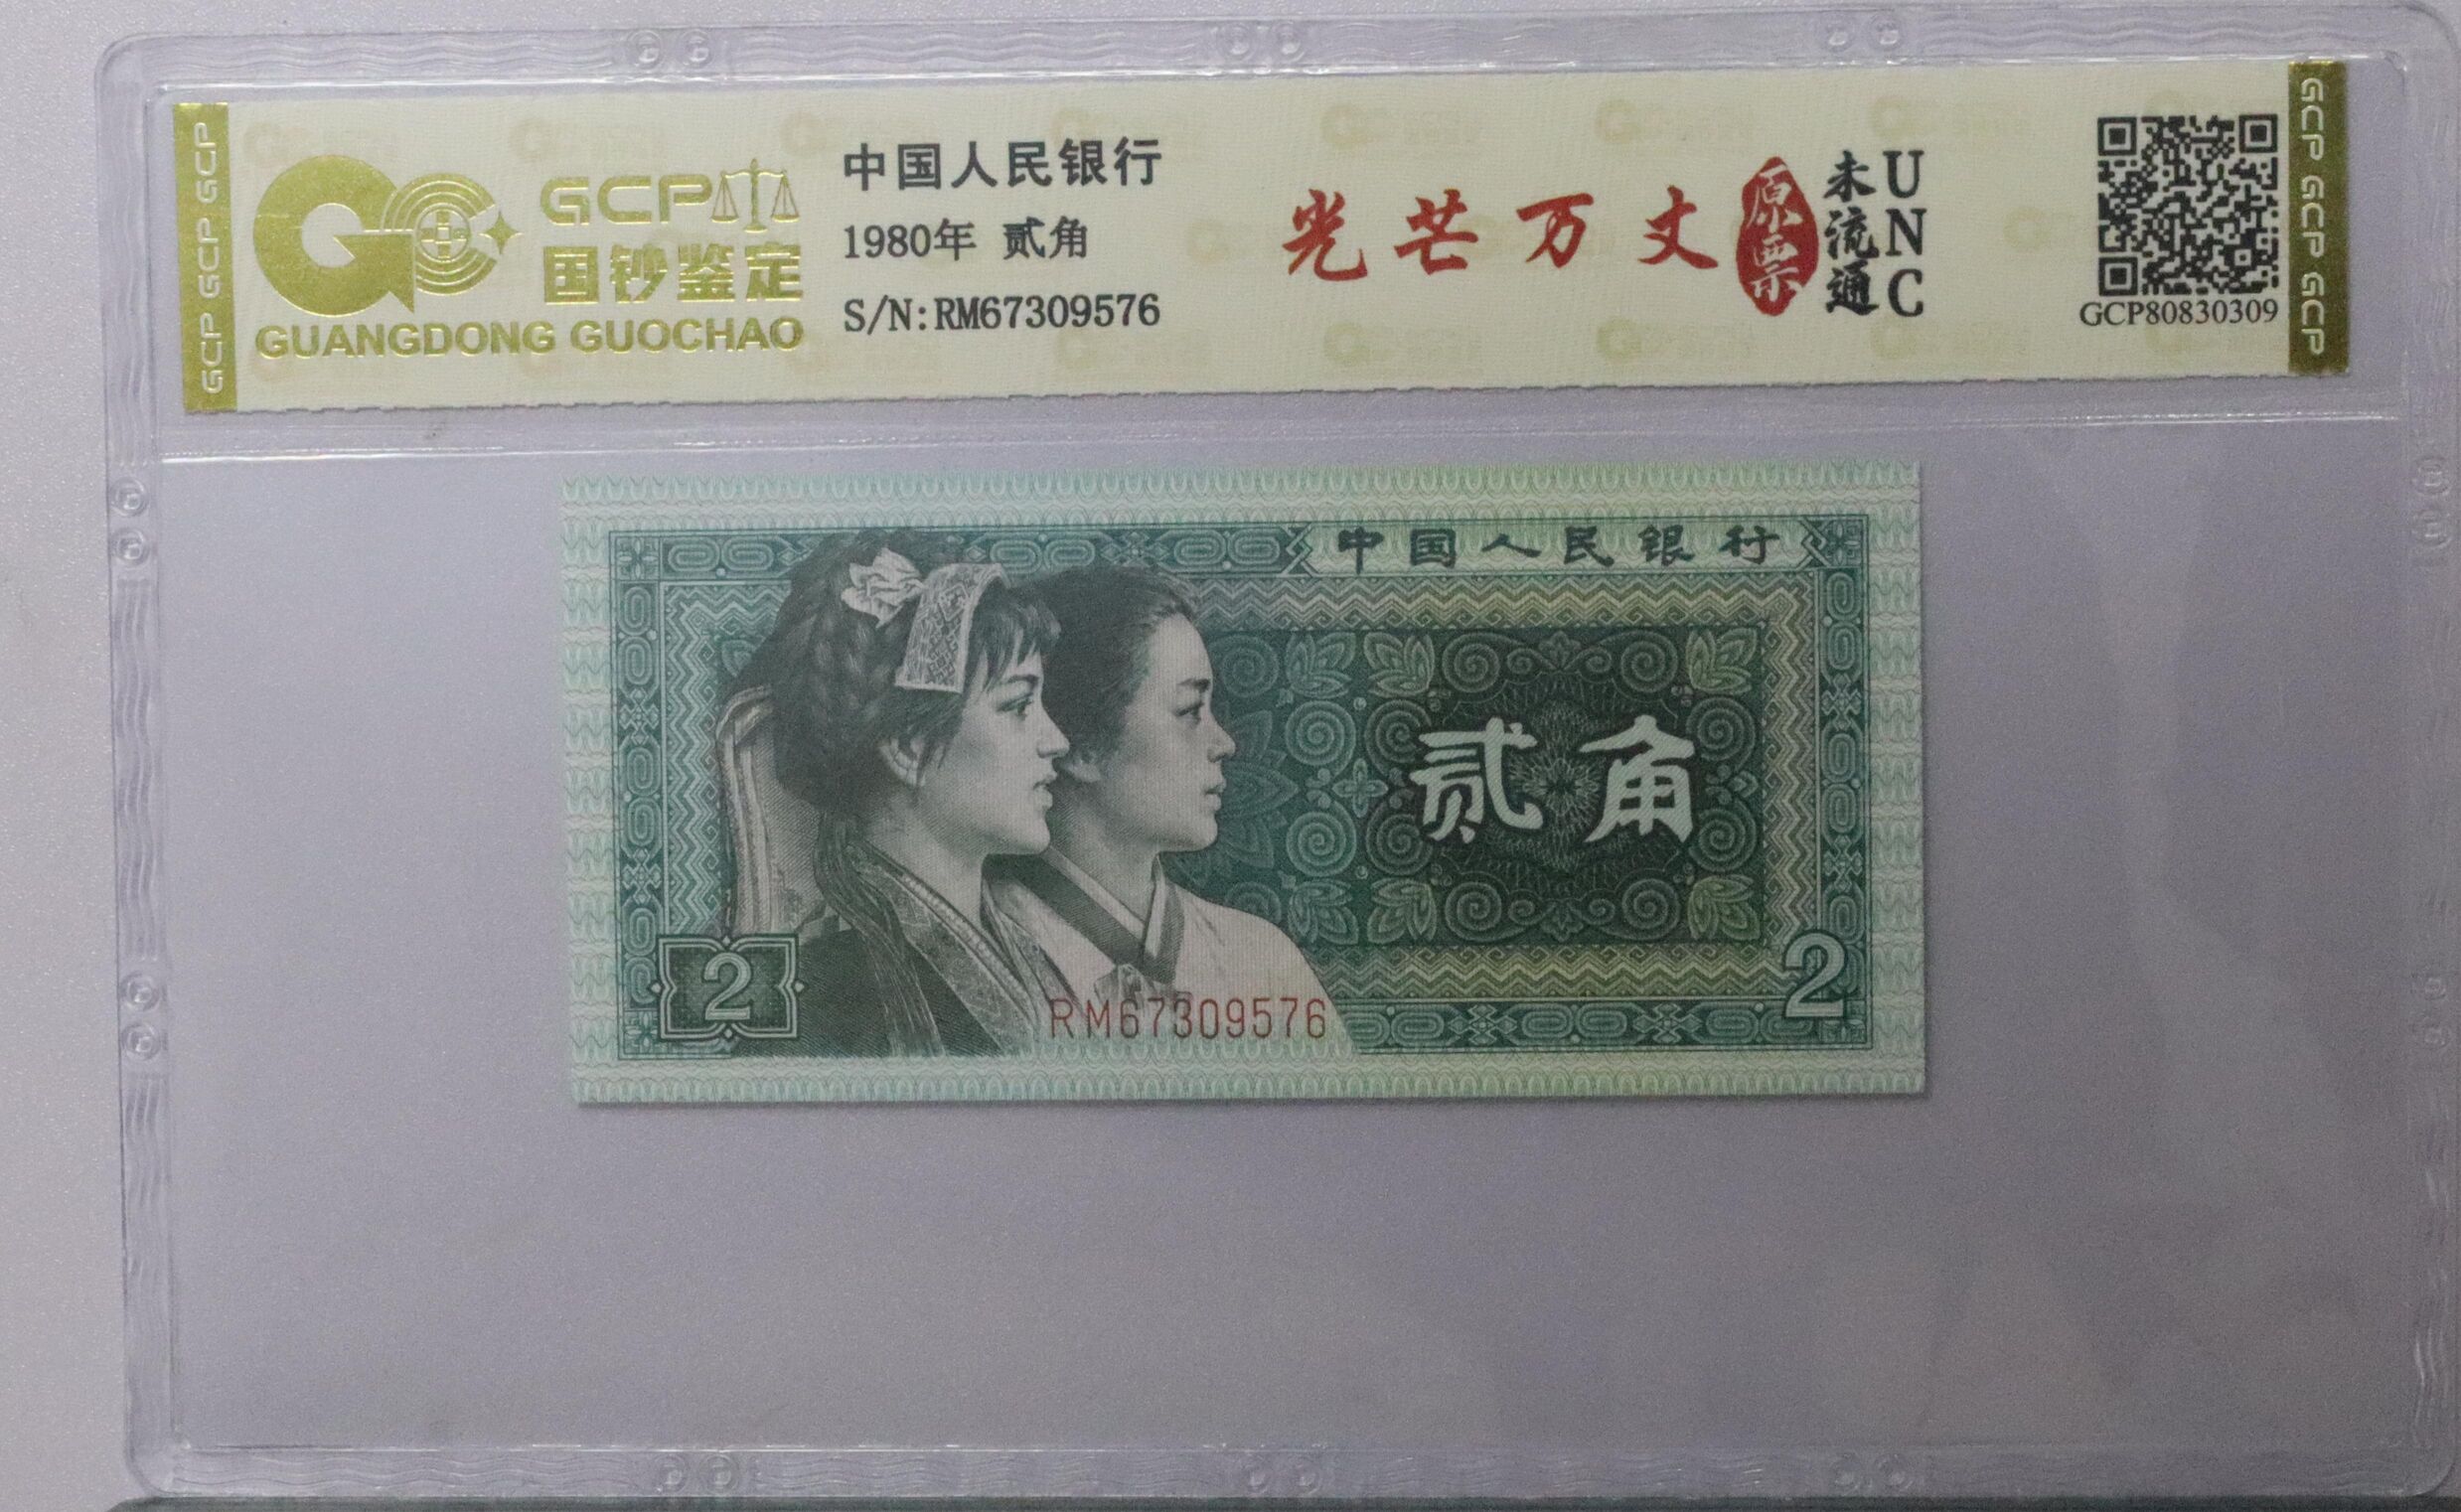 GCP GCP GCP
GCP
国钞鉴定
GUANGDONG GUOCHAO
中国人民银行
1980年 贰角
S/N:RM67309576
光芒万丈
原票
未流通
UNC
GCP80830309
GCP GCP GCP
中国人民银行
贰角
2
RM67309576
2